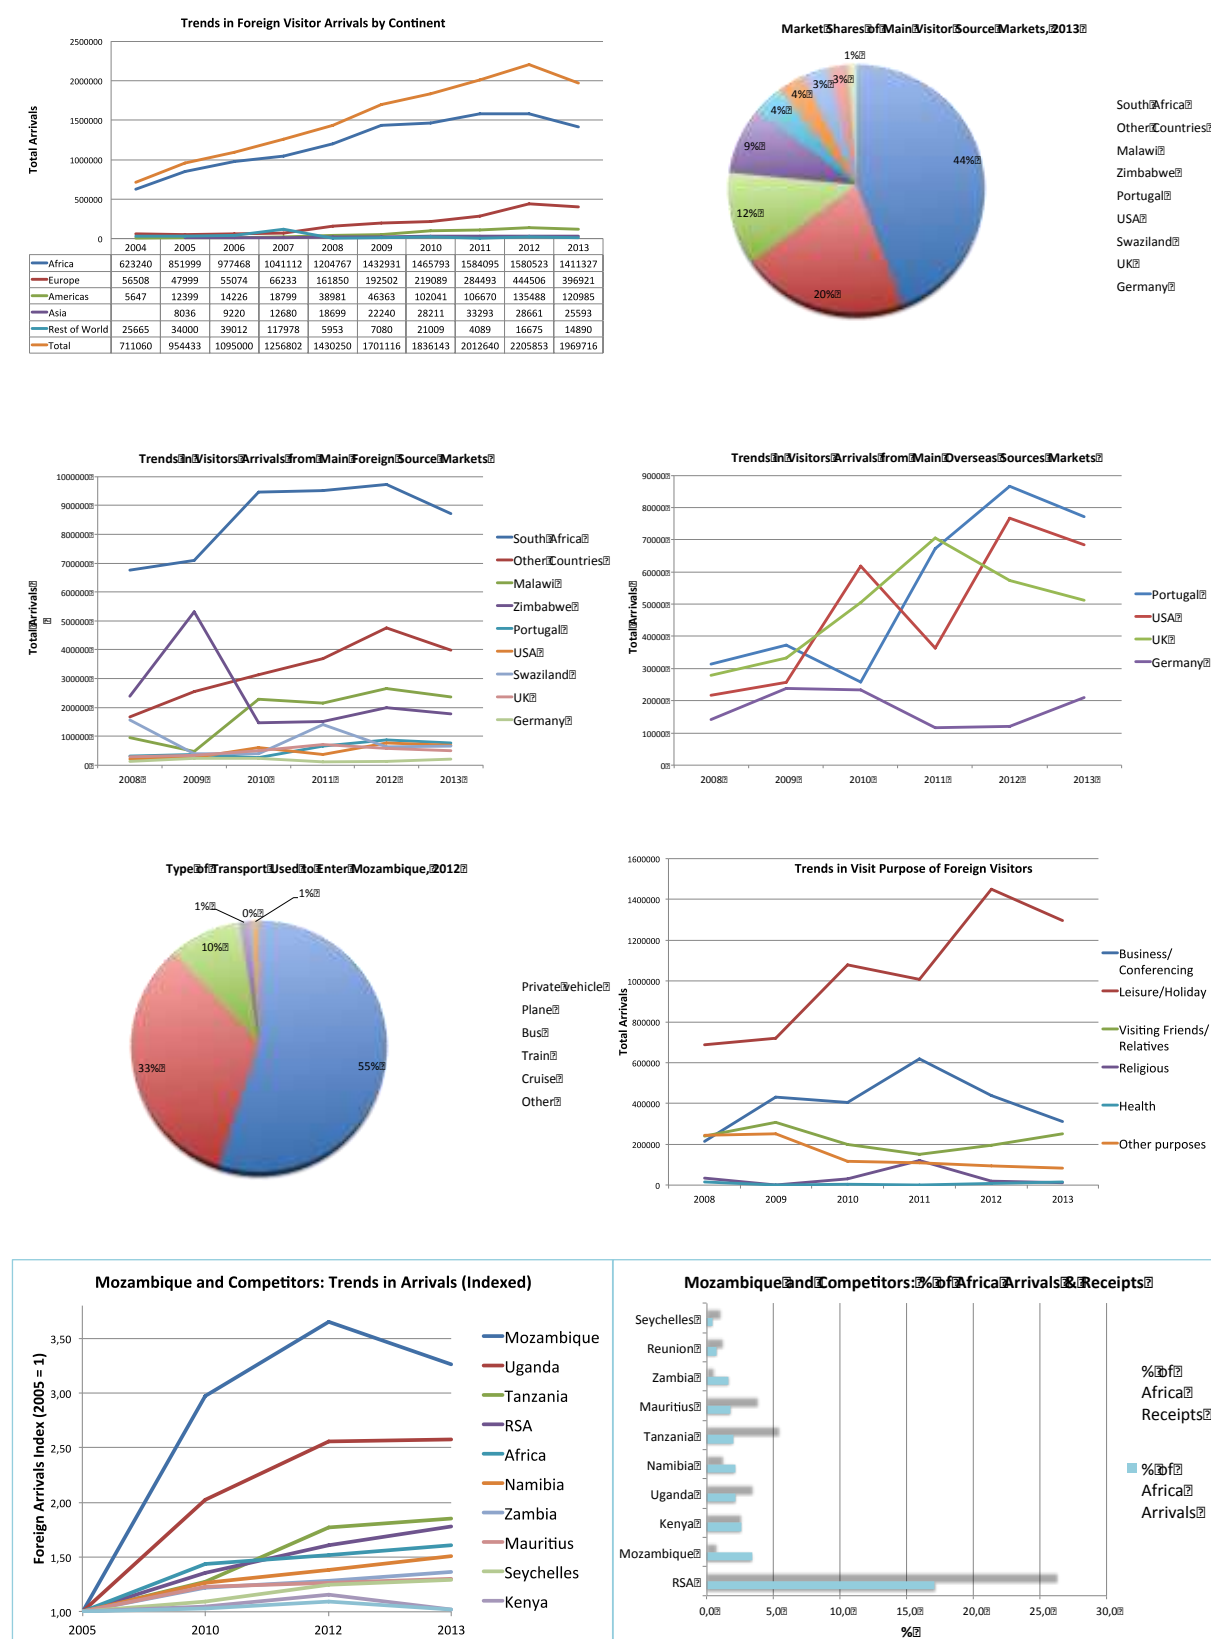 Trends in Foreign Visitor Arrivals by Continent
2500000
2000000
1500000
1000000
500000
0
Total Arrivals
2004 2005 2006 2007 2008 2009 2010 2011 2012 2013
Africa 623240 851999 977468 1041112 1204767 1432931 1465793 1584095 1580523 1411327
Europe 56508 47999 55074 66233 161850 192502 219089 284493 444506 396921
Americas 5647 12399 14226 18799 38981 46363 102041 106670 135488 120985
Asia 8036 9220 12680 18699 22240 28211 33293 28661 25593
Rest of World 25665 34000 39012 117978 5953 7080 21009 4089 16675 14890
Total 711060 954433 1095000 1256802 1430250 1701116 1836143 2012640 2205853 1969716
Market Shares of Main Visitor Source Markets, 2013
1%
3%
3%
4%
4%
9%
12%
20%
44%
South Africa
Other Countries
Malawi
Zimbabwe
Portugal
USA
Swaziland
UK
Germany
Trends in Visitors Arrivals from Main Foreign Source Markets
1000000
900000
800000
700000
600000
500000
400000
300000
200000
100000
0
Total Arrivals
2008 2009 2010 2011 2012 2013
South Africa
Other Countries
Malawi
Zimbabwe
Portugal
USA
Swaziland
UK
Germany
Trends in Visitors Arrivals from Main Overseas Sources Markets
90000
80000
70000
60000
50000
40000
30000
20000
10000
0
Total Arrivals
2008 2009 2010 2011 2012 2013
Portugal
USA
UK
Germany
Type of Transport Used to Enter Mozambique, 2012
1%
0%
1%
10%
33%
55%
Private vehicle
Plane
Bus
Train
Cruise
Other
Trends in Visit Purpose of Foreign Visitors
1600000
1400000
1200000
1000000
800000
600000
400000
200000
0
Total Arrivals
2008 2009 2010 2011 2012 2013
Business/
Conferencing
Leisure/Holiday
Visiting Friends/
Relatives
Religious
Health
Other purposes
Mozambique and Competitors: Trends in Arrivals (Indexed)
3,50
3,00
2,50
2,00
1,50
1,00
Foreign Arrivals Index (2005 = 1)
2005 2010 2012 2013
Mozambique
Uganda
Tanzania
RSA
Africa
Namibia
Zambia
Mauritius
Seychelles
Kenya
Mozambique and Competitors: % of Africa Arrivals & Receipts
Seychelles
Reunion
Zambia
Mauritius
Tanzania
Namibia
Uganda
Kenya
Mozambique
RSA
0,00 5,00 10,00 15,00 20,00 25,00 30,00
%
% of
Africa
Receipts
% of
Africa
Arrivals